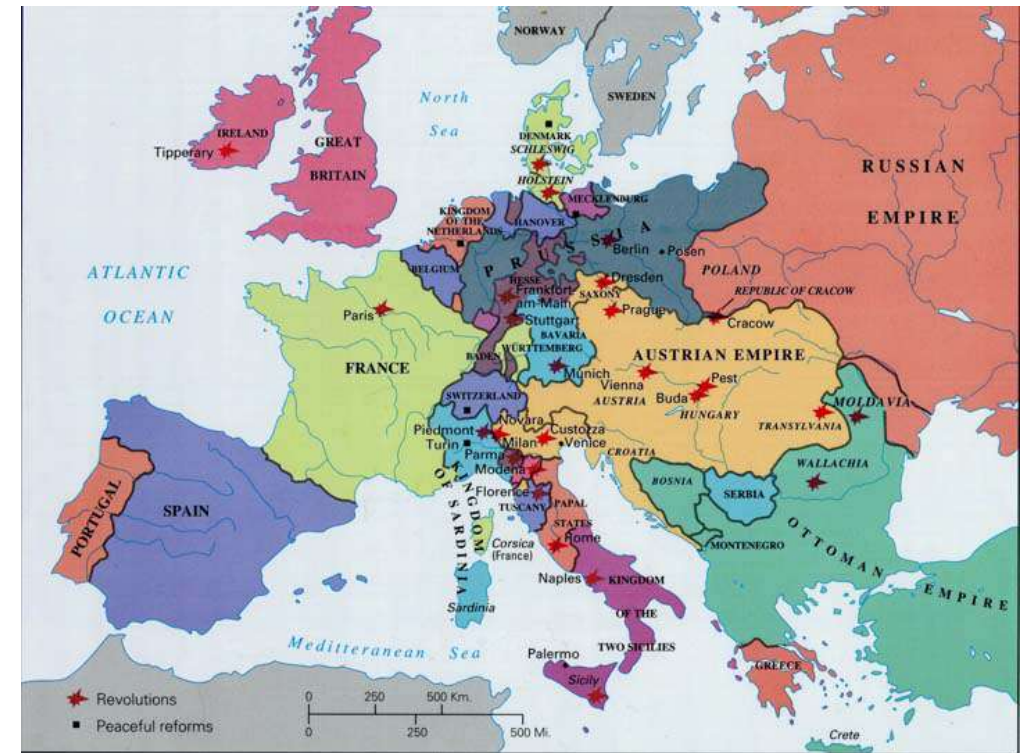 NORWAY
SWEDEN
North
Sea
DENMARK
SCHLESWIG
HOLSTEIN
IRELAND
Tipperary
GREAT
BRITAIN
RUSSIAN
EMPIRE
MECKLENBURG
KINGDOM
OF THE
NETHERLANDS
HANOVER
PRUSSIA
Berlin
Posen
POLAND
REPUBLIC OF CRACOW
BELGIUM
HESSE
Frankfort
am-Main
SAXONY
Dresden
Prague
Cracow
ATLANTIC
OCEAN
Paris
Stuttgart
BAVARIA
WÜRTTEMBERG
BADEN
Munich
FRANCE
AUSTRIAN EMPIRE
Vienna
AUSTRIA
Pest
Buda
HUNGARY
TRANSYLVANIA
MOLDAVIA
SWITZERLAND
Piedmont
Turin
Novara
Milan
Custozza
Venice
CROATIA
Parma
Modena
Florence
TUSCANY
PAPAL
STATES
Rome
KINGDOM
OF SARDINIA
Corsica
(France)
Sardinia
BOSNIA
SERBIA
WALLACHIA
MONTENEGRO
OTTOMAN
EMPIRE
PORTUGAL
SPAIN
Naples
KINGDOM
OF THE
TWO SICILIES
Palermo
Sicily
Mediterranean Sea
GREECE
Crete
Revolutions
Peaceful reforms
0 250 500 Km.
0 250 500 Mi.